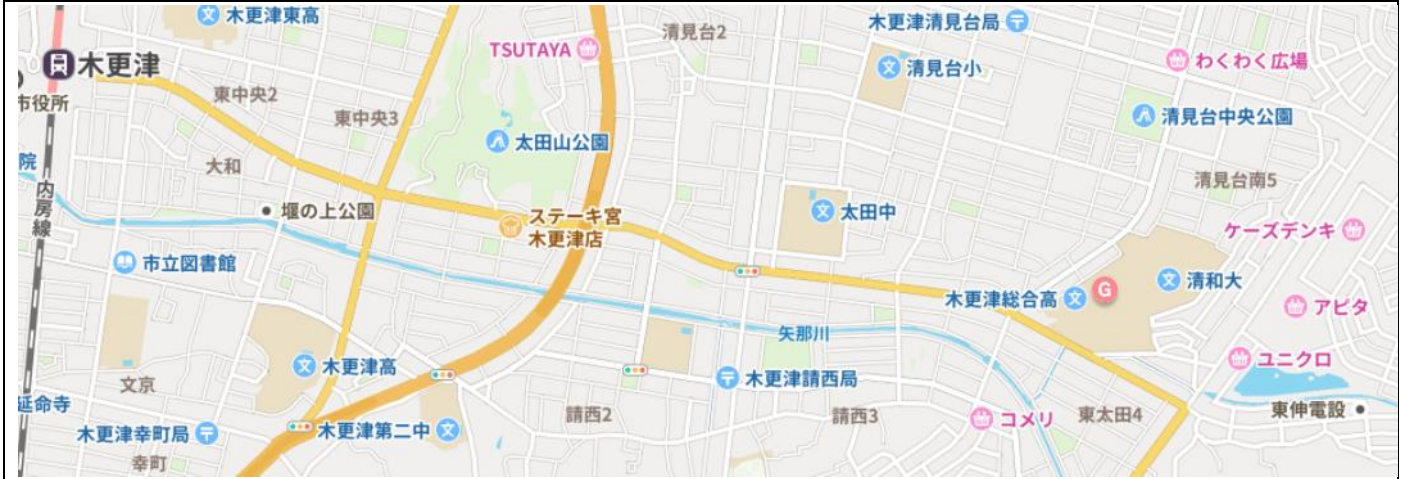 木更津東高
清見台2
木更津清見台局
TSUTAYA
木更津
清見台小
わくわく広場
市役所
東中央2
東中央3
清見台中央公園
太田山公園
院
大和
清見台南5
内房線
堰の上公園
ステーキ宮
木更津店
太田中
ケーズデンキ
市立図書館
木更津総合高
G
清和大
アピタ
矢那川
ユニクロ
木更津高
文京
木更津請西局
延命寺
請西2
請西3
コメリ
東太田4
東伸電設
木更津幸町局
木更津第二中
幸町